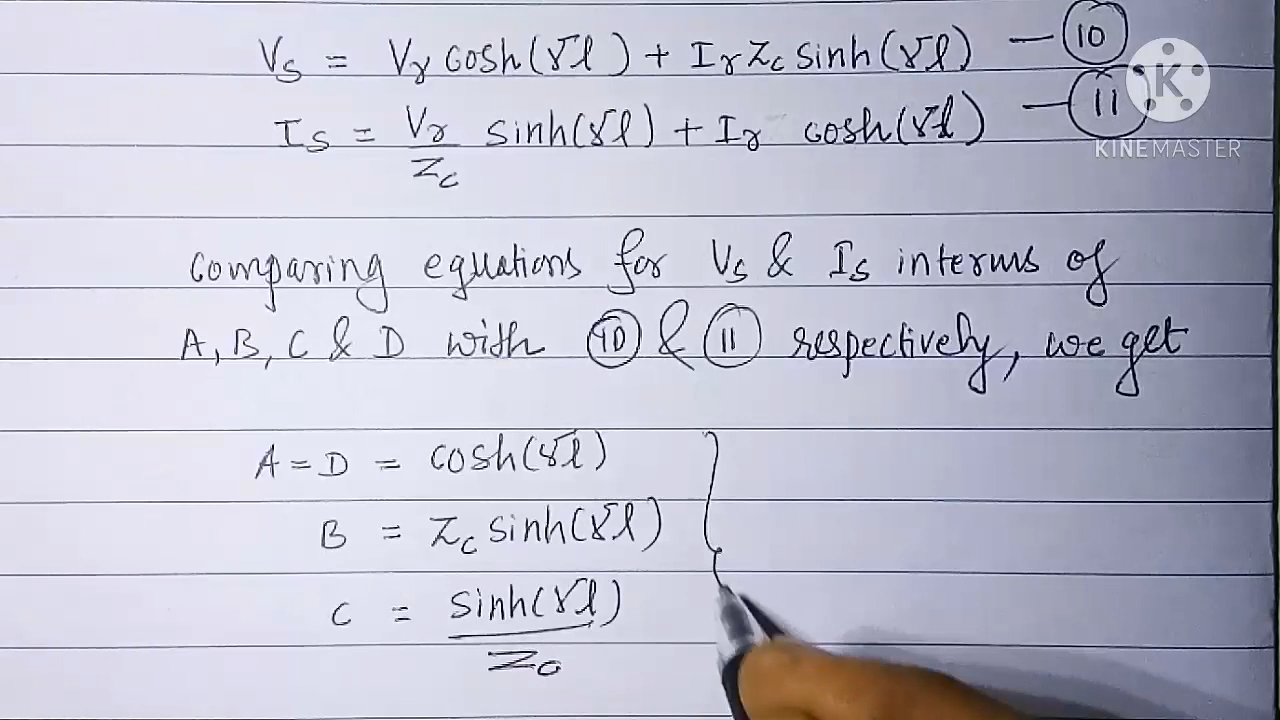 Vs = Vr cosh(γl) + Ir Zc sinh(γl) — 10
Is = Vr/Zc sinh(γl) + Ir cosh(γl) — 11
K
KINEMASTER
Comparing equations for Vs & Is interms of
A, B, C & D with 10 & 11 respectively, we get
A = D = cosh(γl)
B = Zc sinh(γl)
C = sinh(γl)
Zc